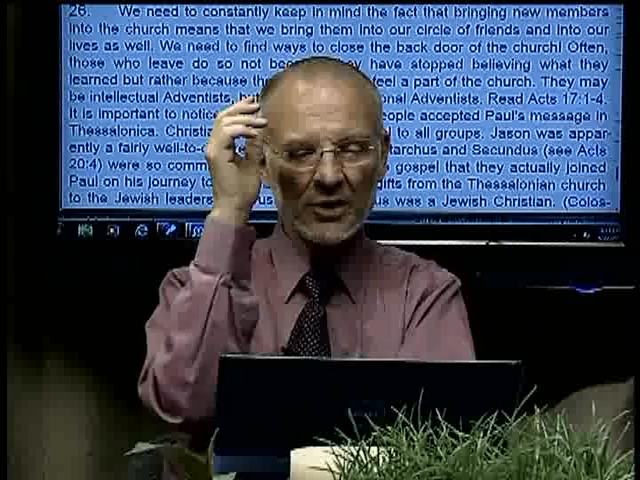 26. We need to constantly keep in mind the fact that bringing new members
into the church means that we bring them into our circle of friends and into our
lives as well. We need to find ways to close the back door of the church! Often,
those who leave do so not have stopped believing what they
learned but rather because feel a part of the church. They may
be intellectual Adventists, Adventists. Read Acts 17:1-4.
It is important to people accepted Paul's message in
Thessalonica. to all groups. Jason was appar-
ently a fairly and Secundus (see Acts
20:4) were so gospel that they actually joined
Paul on his journey to gifts from the Thessalonian church
to the Jewish was a Jewish Christian. (Colos-